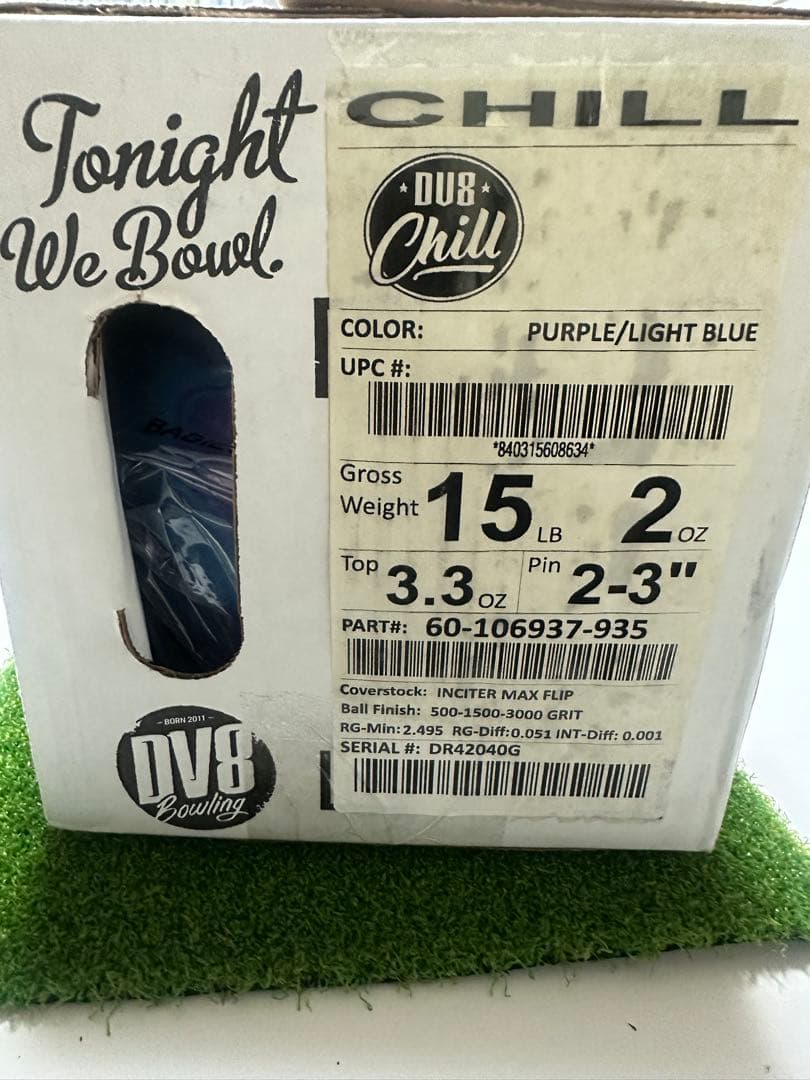 Tonight
We Bowl.
CHILL
DV8
Chill
COLOR: PURPLE/LIGHT BLUE
UPC #:
*840315608634*
Gross Weight 15 LB 2 OZ
Top 3.3 OZ Pin 2-3"
PART#: 60-106937-935
Coverstock: INCITER MAX FLIP
Ball Finish: 500-1500-3000 GRIT
RG-Min: 2.495 RG-Diff:0.051 INT-Diff: 0.001
SERIAL #: DR42040G
- BORN 2011 -
DV8
Bowling